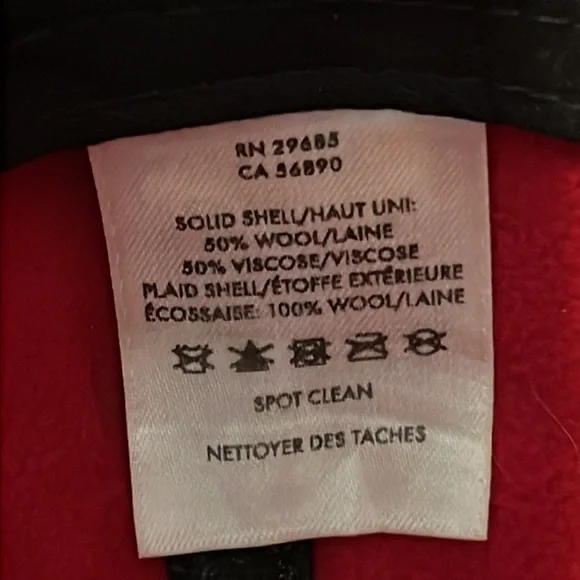 RN 29685
CA 56890
SOLID SHELL/HAUT UNI:
50% WOOL/LAINE
50% VISCOSE/VISCOSE
PLAID SHELL/ÉTOFFE EXTÉRIEURE
ÉCOSSAISE: 100% WOOL/LAINE
SPOT CLEAN
NETTOYER DES TACHES